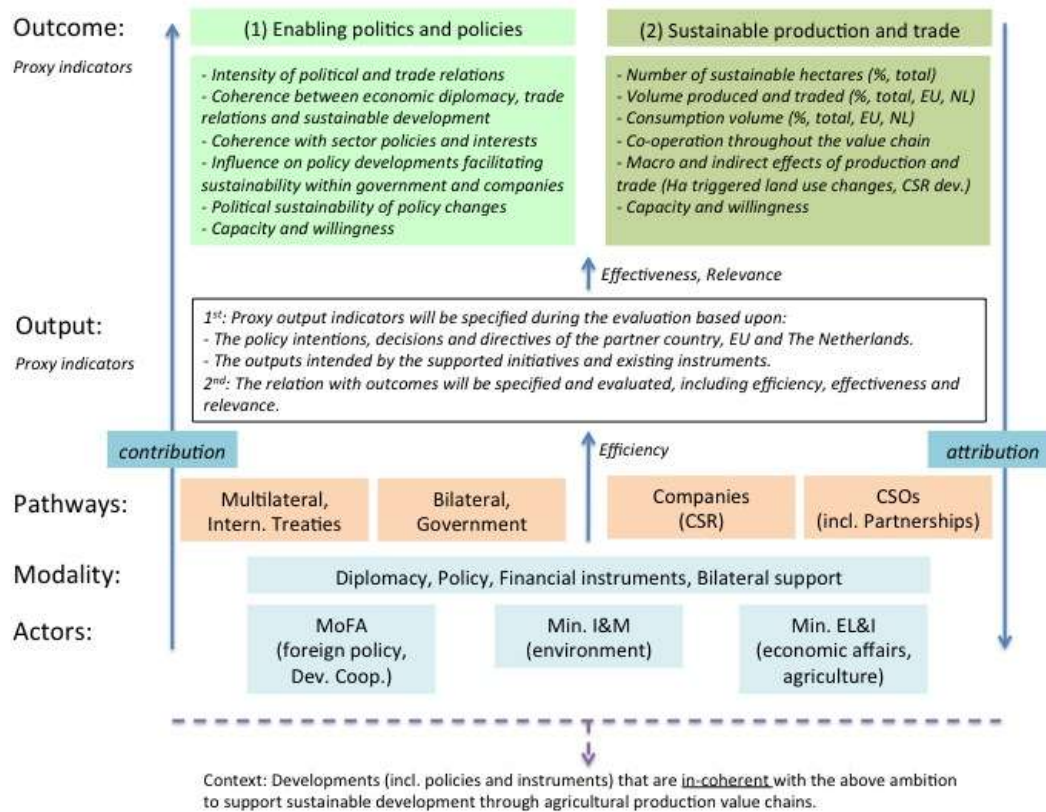 Outcome:
Proxy indicators
(1) Enabling politics and policies
- Intensity of political and trade relations
- Coherence between economic diplomacy, trade
relations and sustainable development
- Coherence with sector policies and interests
- Influence on policy developments facilitating
sustainability within government and companies
- Political sustainability of policy changes
- Capacity and willingness
(2) Sustainable production and trade
- Number of sustainable hectares (%, total)
- Volume produced and traded (%, total, EU, NL)
- Consumption volume (%, total, EU, NL)
- Co-operation throughout the value chain
- Macro and indirect effects of production and
trade (Ha triggered land use changes, CSR dev.)
- Capacity and willingness
Effectiveness, Relevance
Output:
Proxy indicators
1st: Proxy output indicators will be specified during the evaluation based upon:
- The policy intentions, decisions and directives of the partner country, EU and The Netherlands.
- The outputs intended by the supported initiatives and existing instruments.
2nd: The relation with outcomes will be specified and evaluated, including efficiency, effectiveness and
relevance.
contribution
Efficiency
attribution
Pathways:
Multilateral,
Intern. Treaties
Bilateral,
Government
Companies
(CSR)
CSOs
(incl. Partnerships)
Modality:
Diplomacy, Policy, Financial instruments, Bilateral support
Actors:
MoFA
(foreign policy,
Dev. Coop.)
Min. I&M
(environment)
Min. EL&I
(economic affairs,
agriculture)
Context: Developments (incl. policies and instruments) that are in-coherent with the above ambition
to support sustainable development through agricultural production value chains.